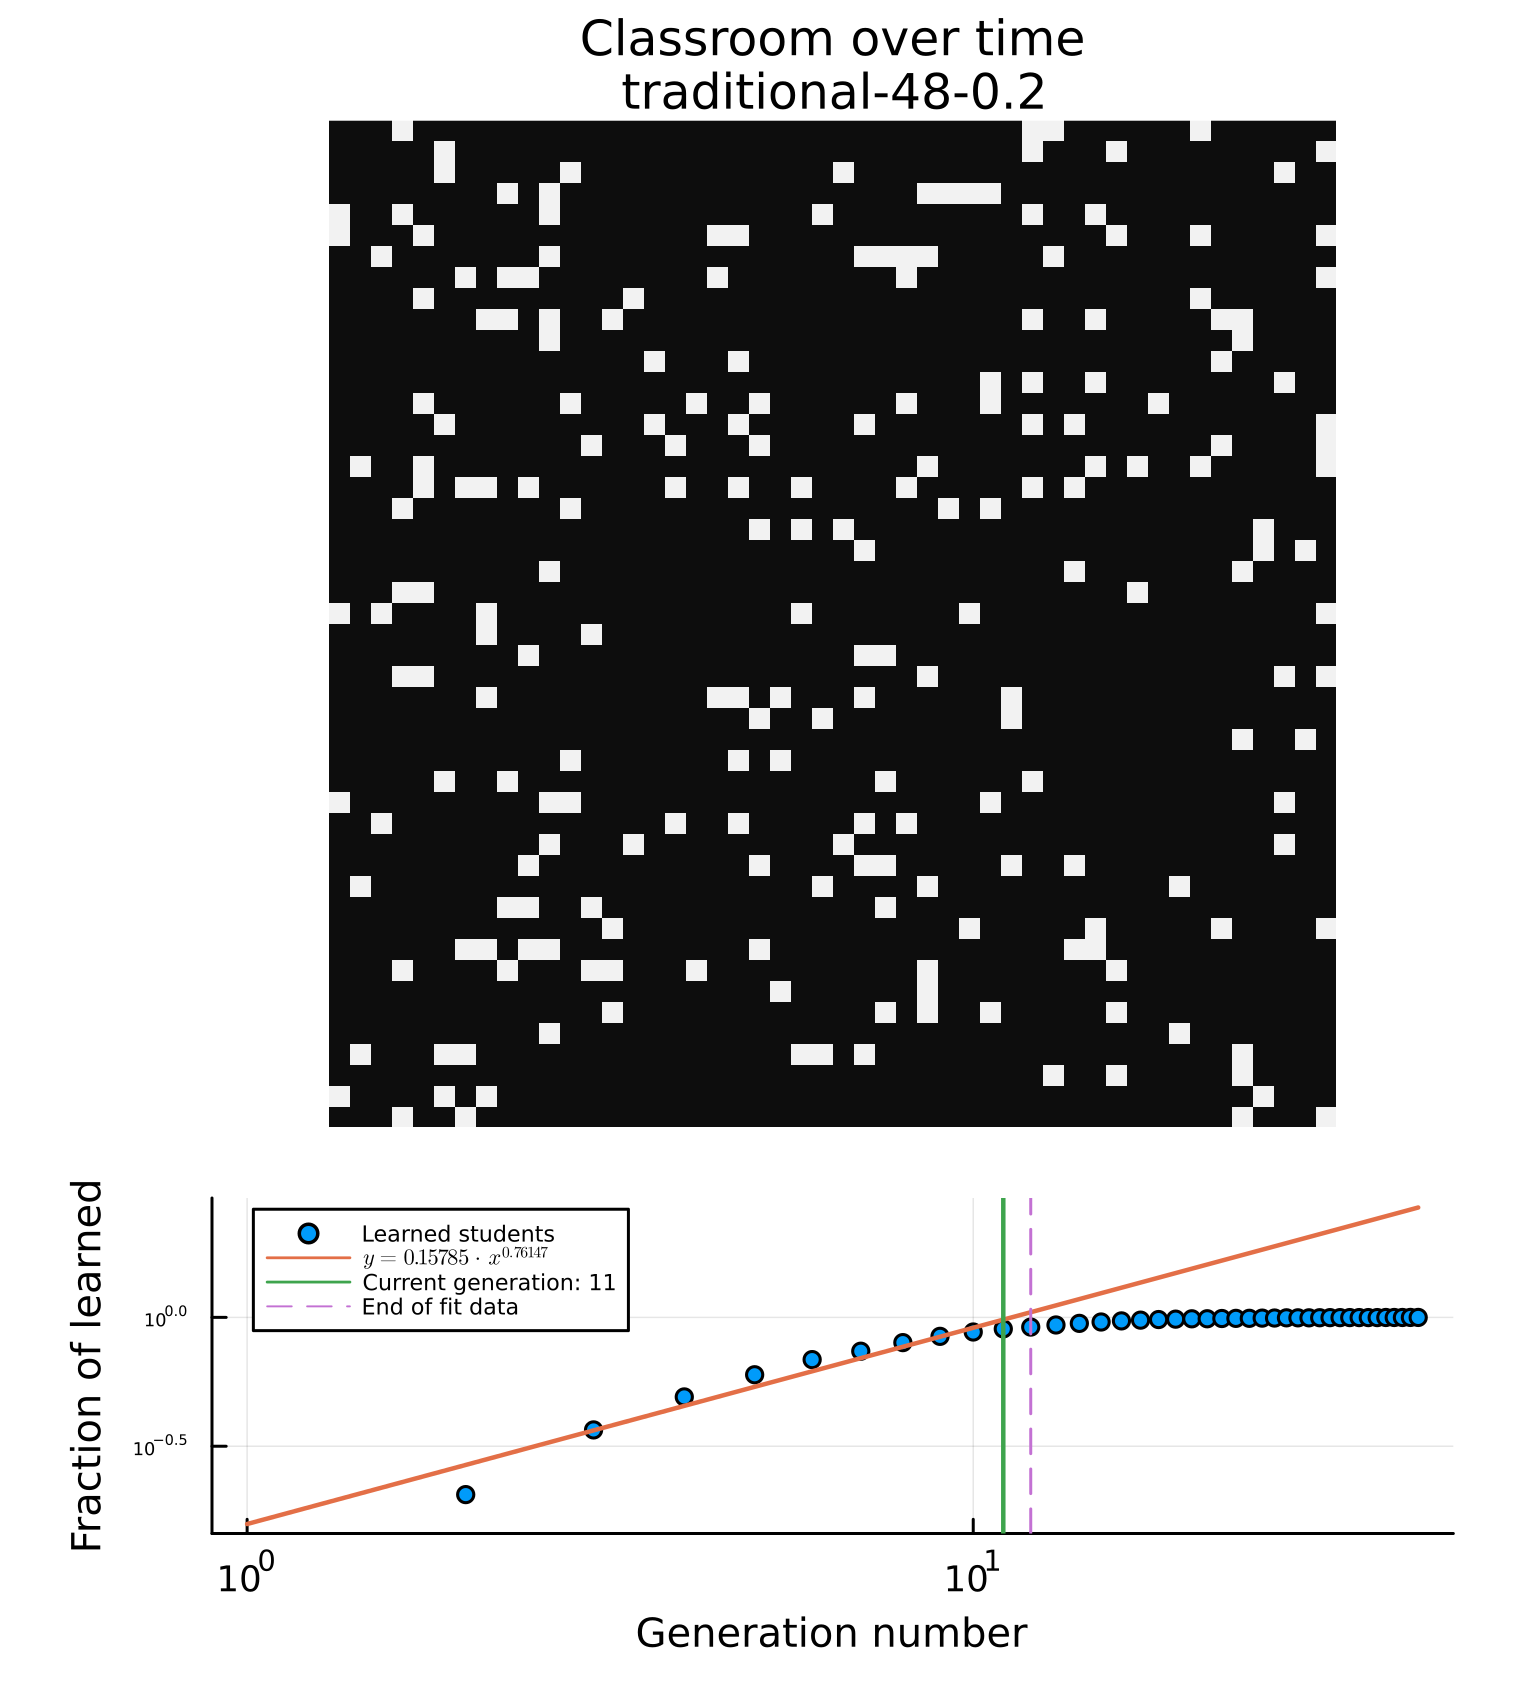 Classroom over time
traditional-48-0.2
Fraction of learned
Learned students
y = 0.15785 · x^0.76147
Current generation: 11
End of fit data
10^0.0
10^−0.5
10^0
10^1
Generation number